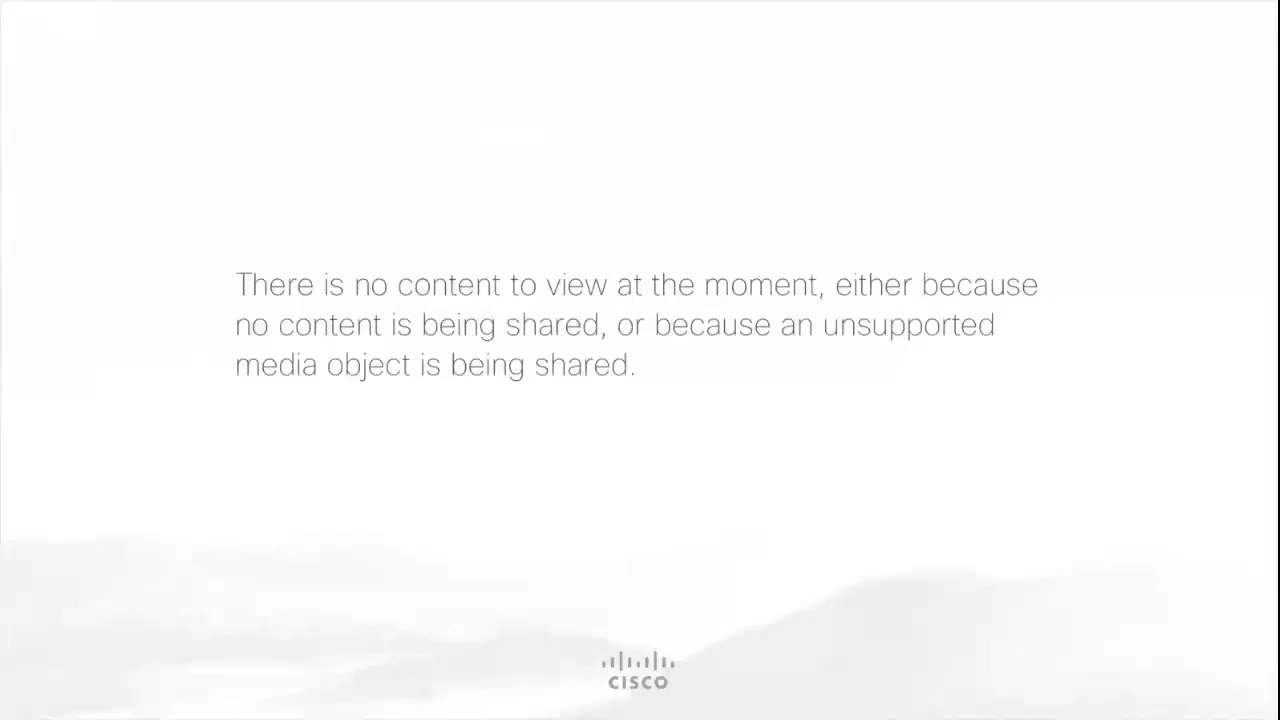 There is no content to view at the moment, either because
no content is being shared, or because an unsupported
media object is being shared.
CISCO